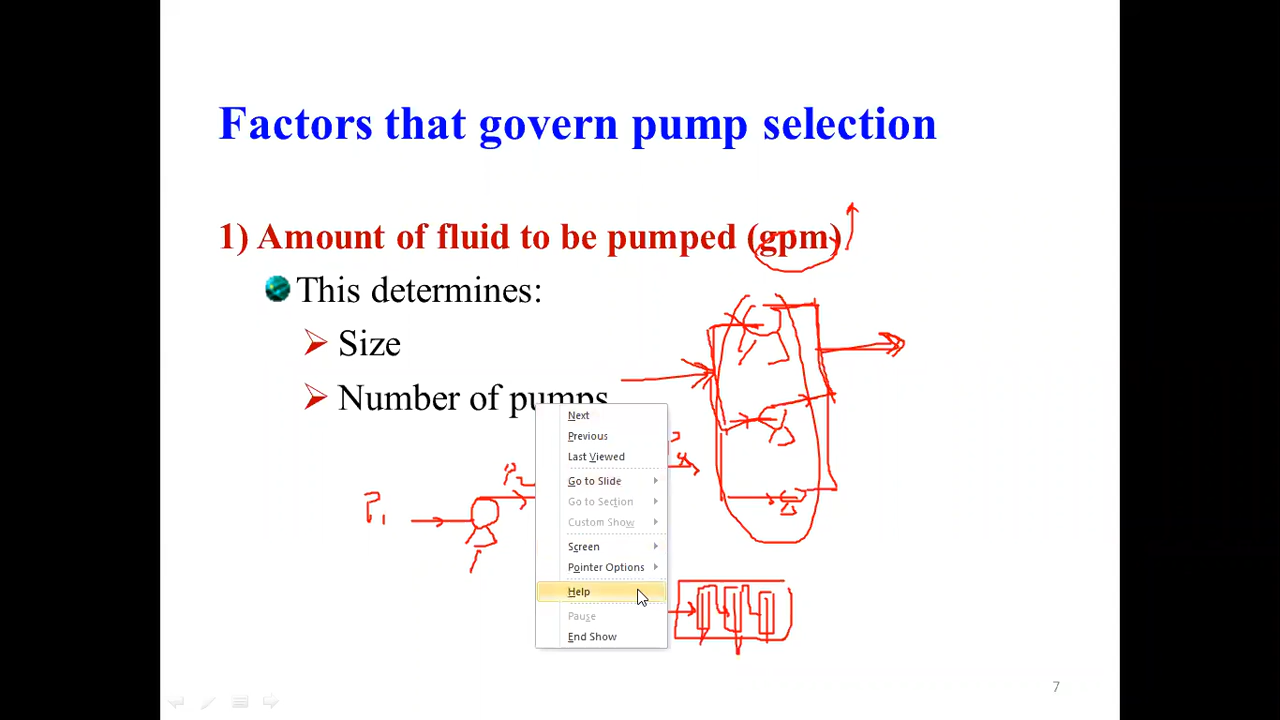 Factors that govern pump selection
1) Amount of fluid to be pumped (gpm)
This determines:
Size
Number of pumps
Next
Previous
Last Viewed
Go to Slide
Go to Section
Custom Show
Screen
Pointer Options
Help
Pause
End Show
P1
P2
7